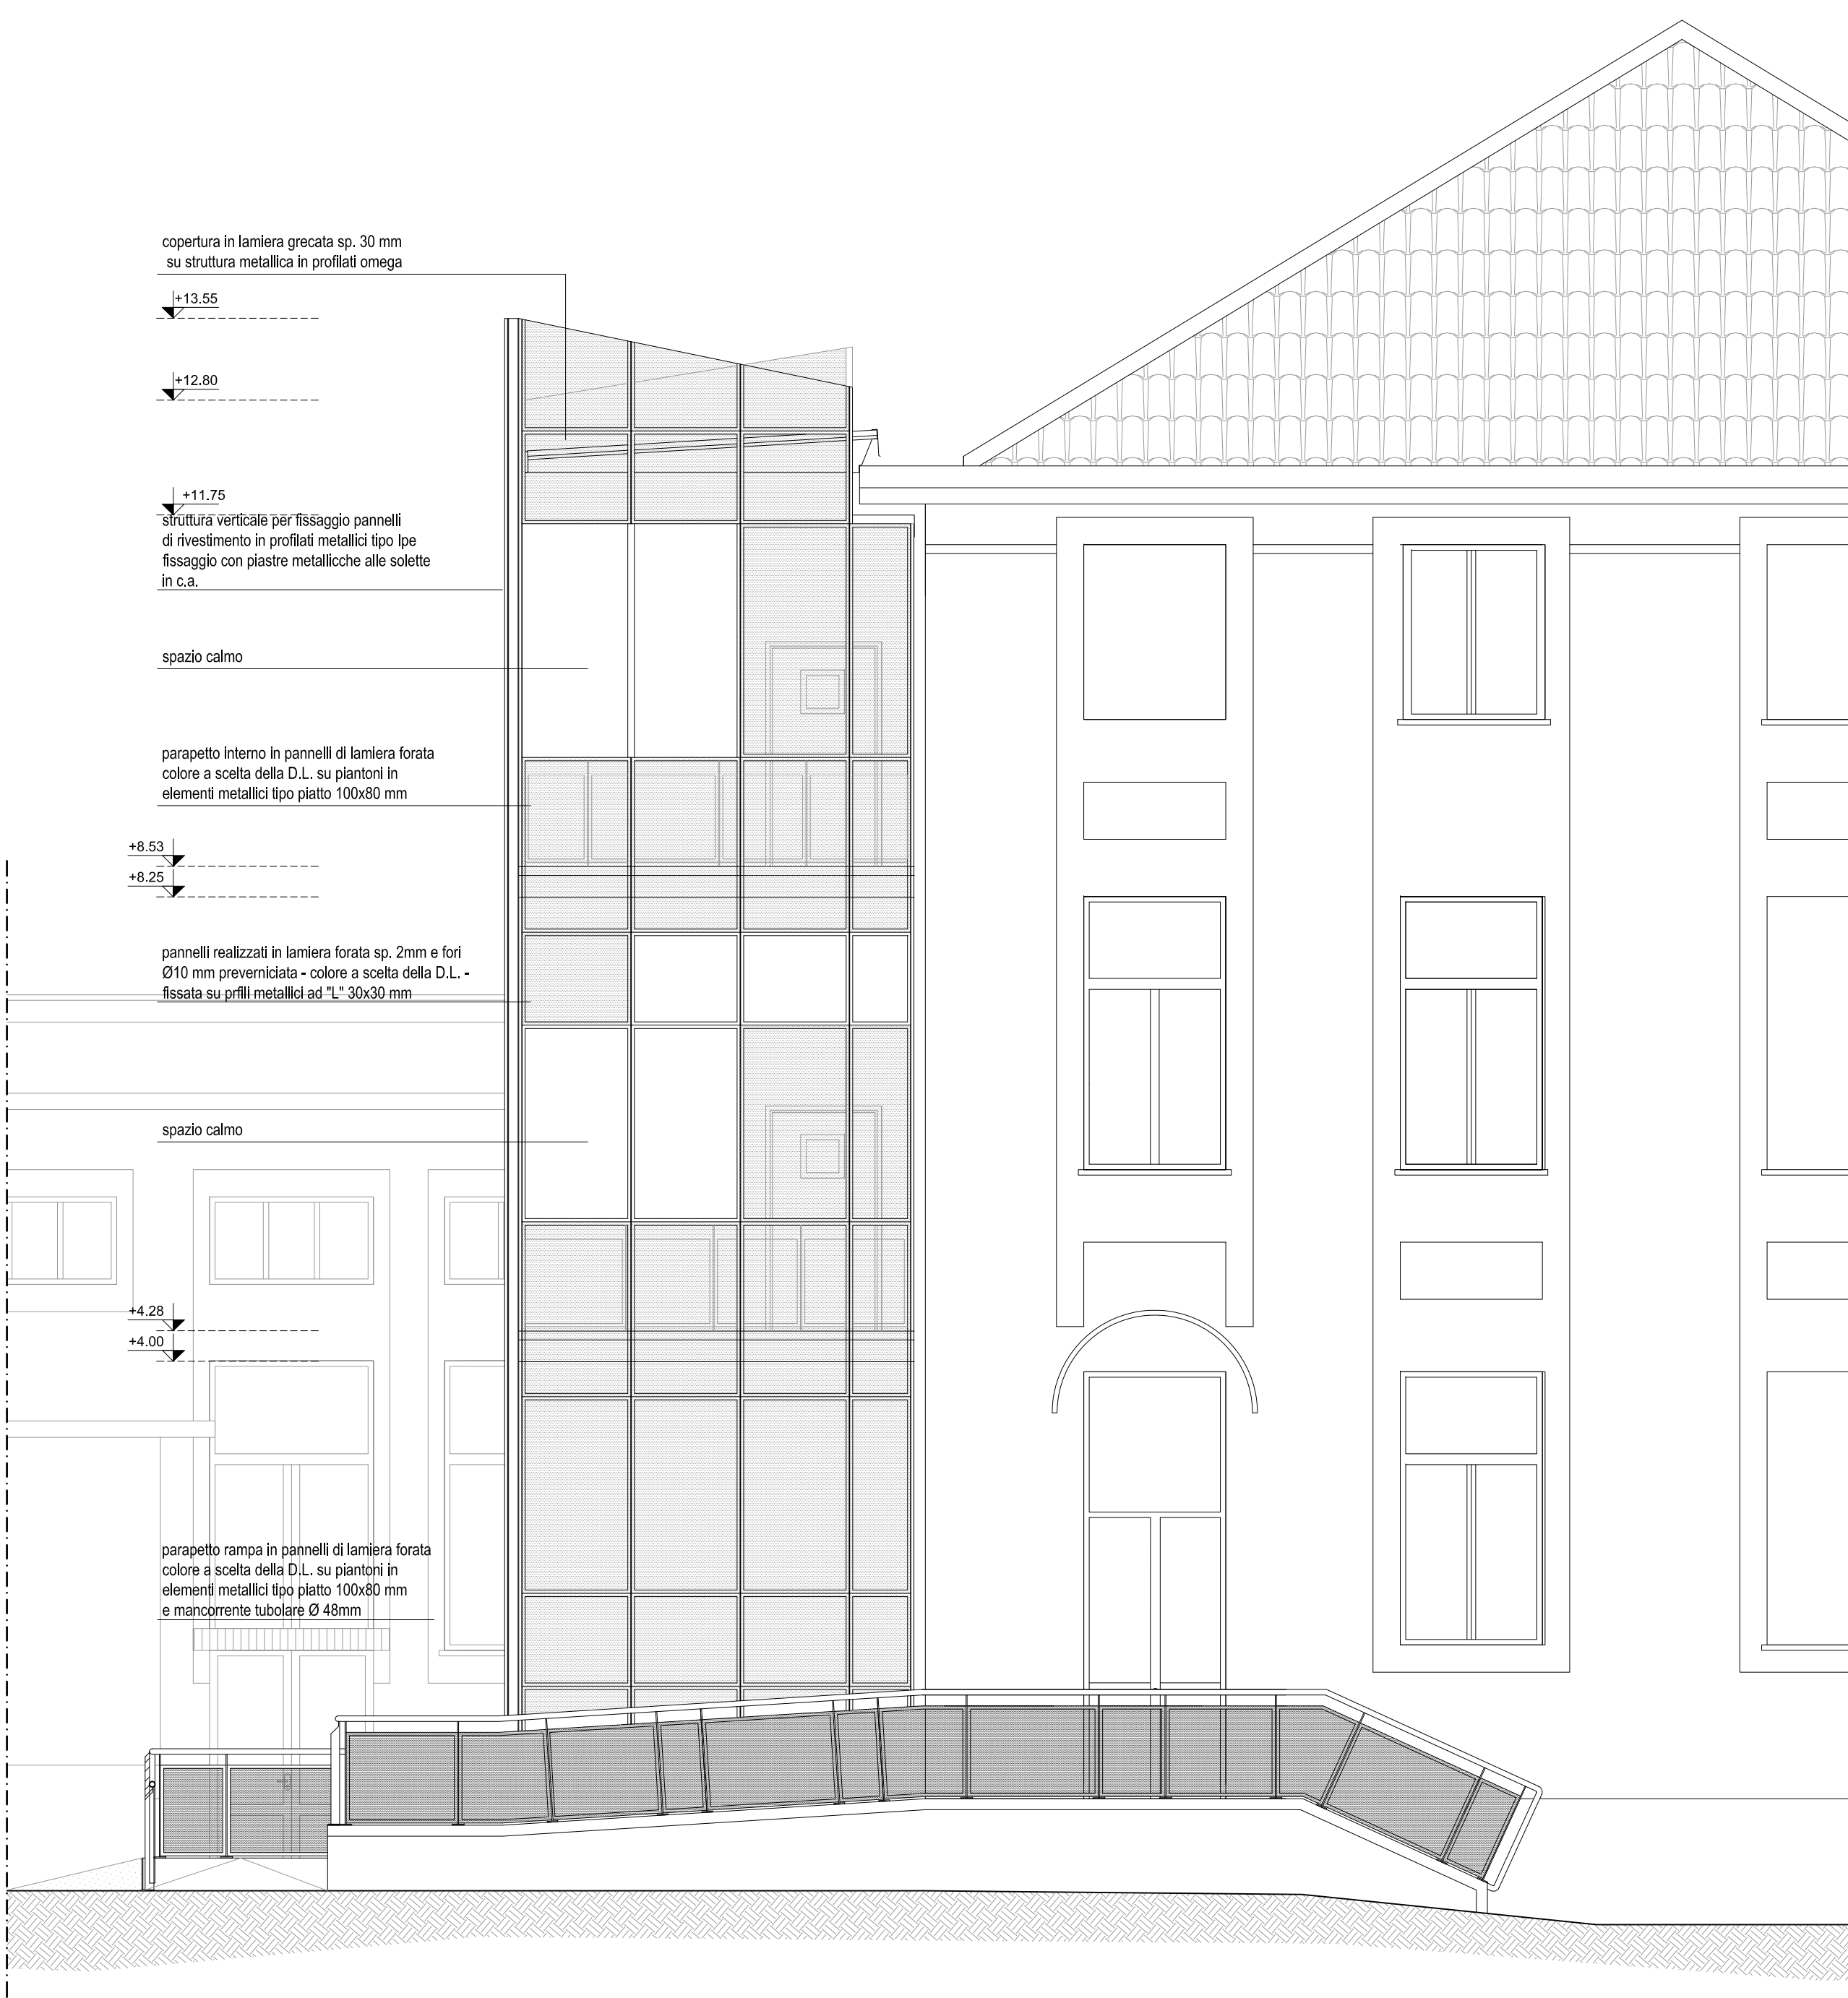 copertura in lamiera grecata sp. 30 mm
su struttura metallica in profilati omega
+13.55
+12.80
+11.75
struttura verticale per fissaggio pannelli
di rivestimento in profilati metallici tipo Ipe
fissaggio con piastre metallicche alle solette
in c.a.
spazio calmo
parapetto interno in pannelli di lamiera forata
colore a scelta della D.L. su piantoni in
elementi metallici tipo piatto 100x80 mm
+8.53
+8.25
pannelli realizzati in lamiera forata sp. 2mm e fori
Ø10 mm preverniciata - colore a scelta della D.L. -
fissata su prfili metallici ad "L" 30x30 mm
spazio calmo
+4.28
+4.00
parapetto rampa in pannelli di lamiera forata
colore a scelta della D.L. su piantoni in
elementi metallici tipo piatto 100x80 mm
e mancorrente tubolare Ø 48mm